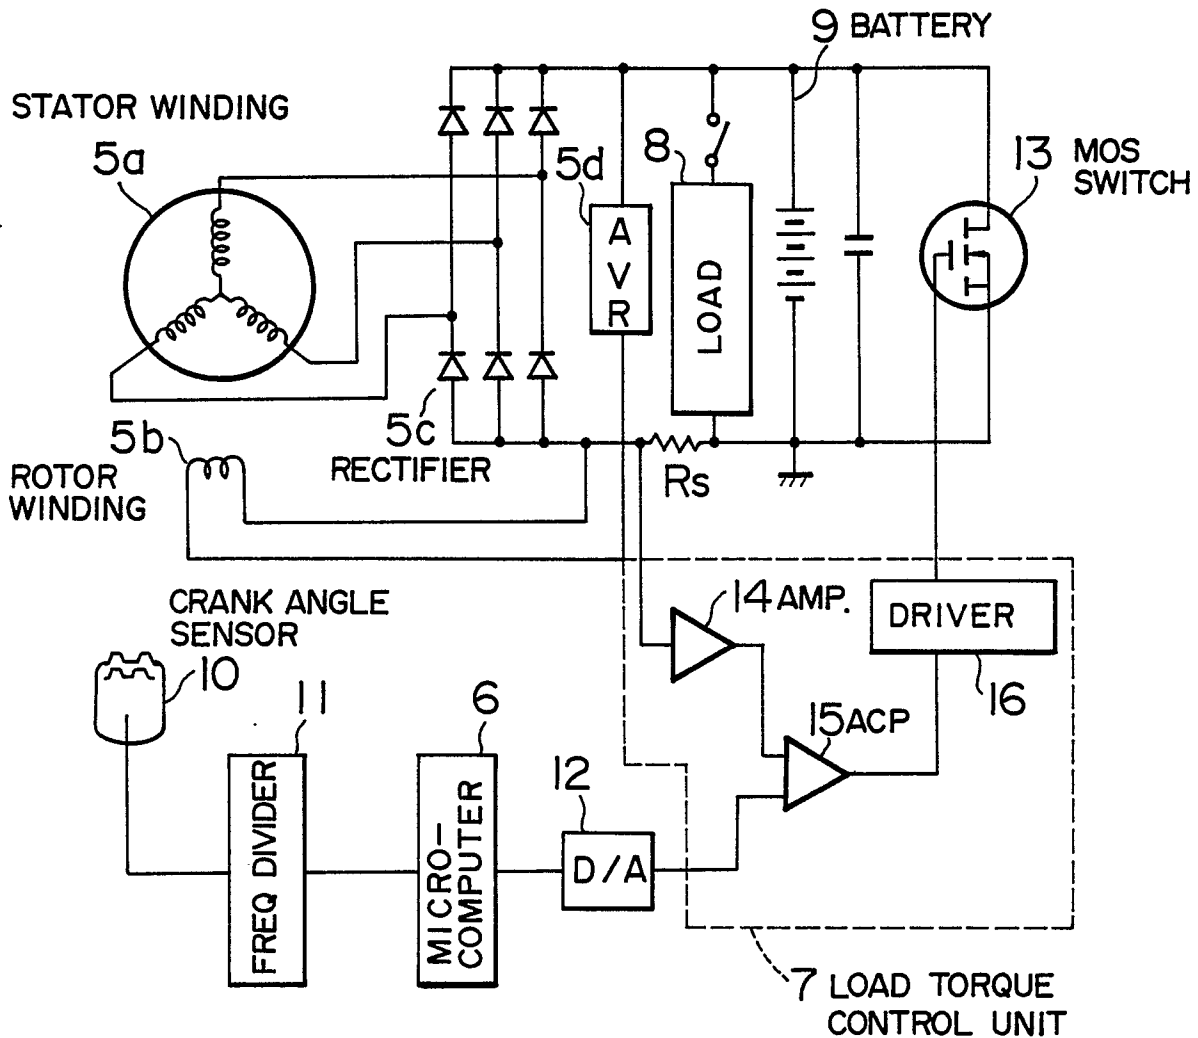 9 BATTERY
STATOR WINDING
5a
5d
8
13 MOS
SWITCH
AVR
LOAD
5c
RECTIFIER
Rs
5b
ROTOR
WINDING
CRANK ANGLE
SENSOR
10
14 AMP.
DRIVER
16
11
6
15 ACP
12
FREQ DIVIDER
MICRO-
COMPUTER
D/A
7 LOAD TORQUE
CONTROL UNIT